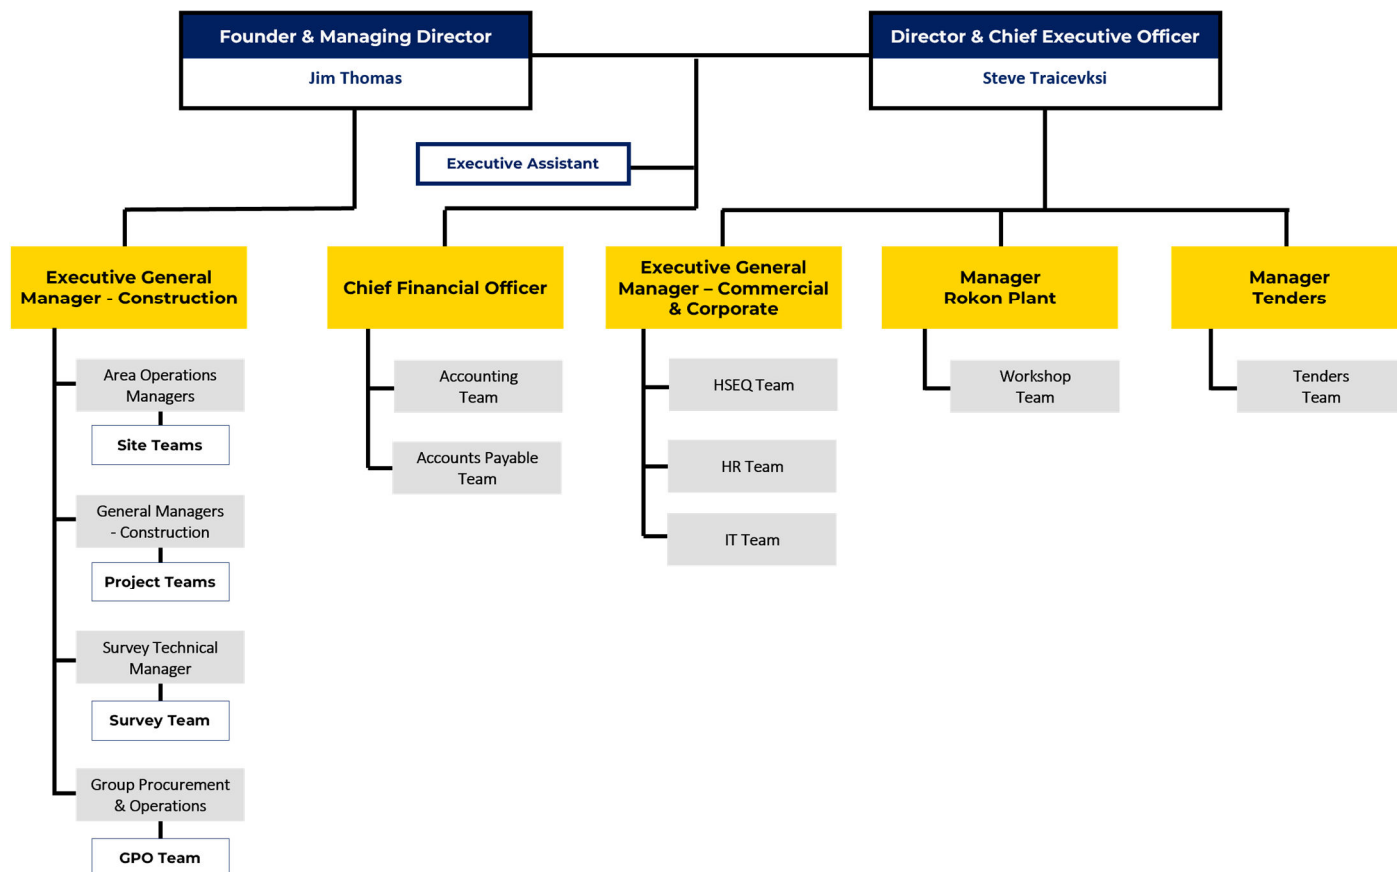 Founder & Managing Director
Jim Thomas
Director & Chief Executive Officer
Steve Traicevksi
Executive Assistant
Executive General
Manager - Construction
Chief Financial Officer
Executive General
Manager – Commercial
& Corporate
Manager
Rokon Plant
Manager
Tenders
Area Operations
Managers
Site Teams
General Managers
- Construction
Project Teams
Survey Technical
Manager
Survey Team
Group Procurement
& Operations
GPO Team
Accounting
Team
Accounts Payable
Team
HSEQ Team
HR Team
IT Team
Workshop
Team
Tenders
Team